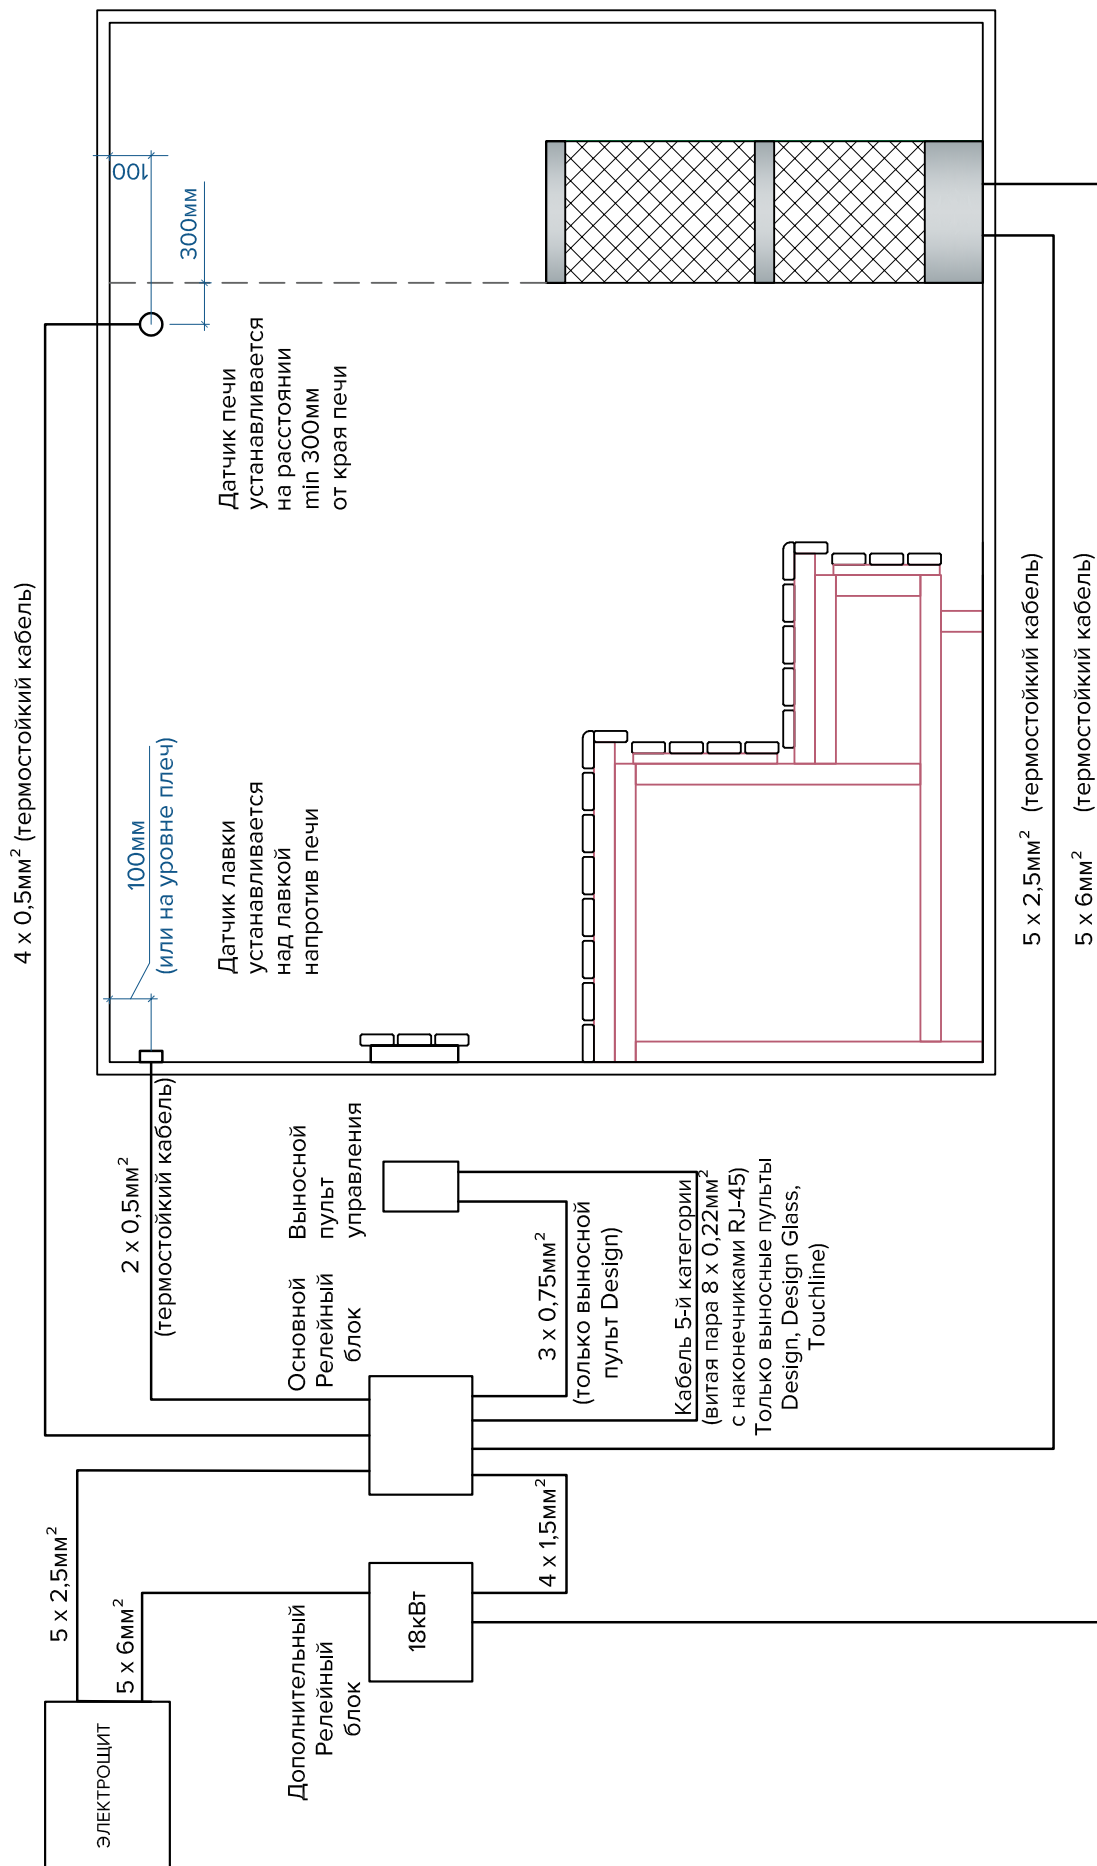 ЭЛЕКТРОЩИТ
5 x 2,5мм²
5 x 6мм²
Дополнительный
Релейный
блок
18кВт
4 x 1,5мм²
Основной
Релейный
блок
Выносной
пульт
управления
2 x 0,5мм²
(термостойкий кабель)
3 x 0,75мм²
(только выносной
пульт Design)
Кабель 5-й категории
(витая пара 8 x 0,22мм²
с наконечниками RJ-45)
Только выносные пульты
Design, Design Glass,
Touchline)
4 x 0,5мм² (термостойкий кабель)
100мм
(или на уровне плеч)
Датчик лавки
устанавливается
над лавкой
напротив печи
Датчик печи
устанавливается
на расстоянии
min 300мм
от края печи
300мм
100
5 x 2,5мм² (термостойкий кабель)
5 x 6мм² (термостойкий кабель)